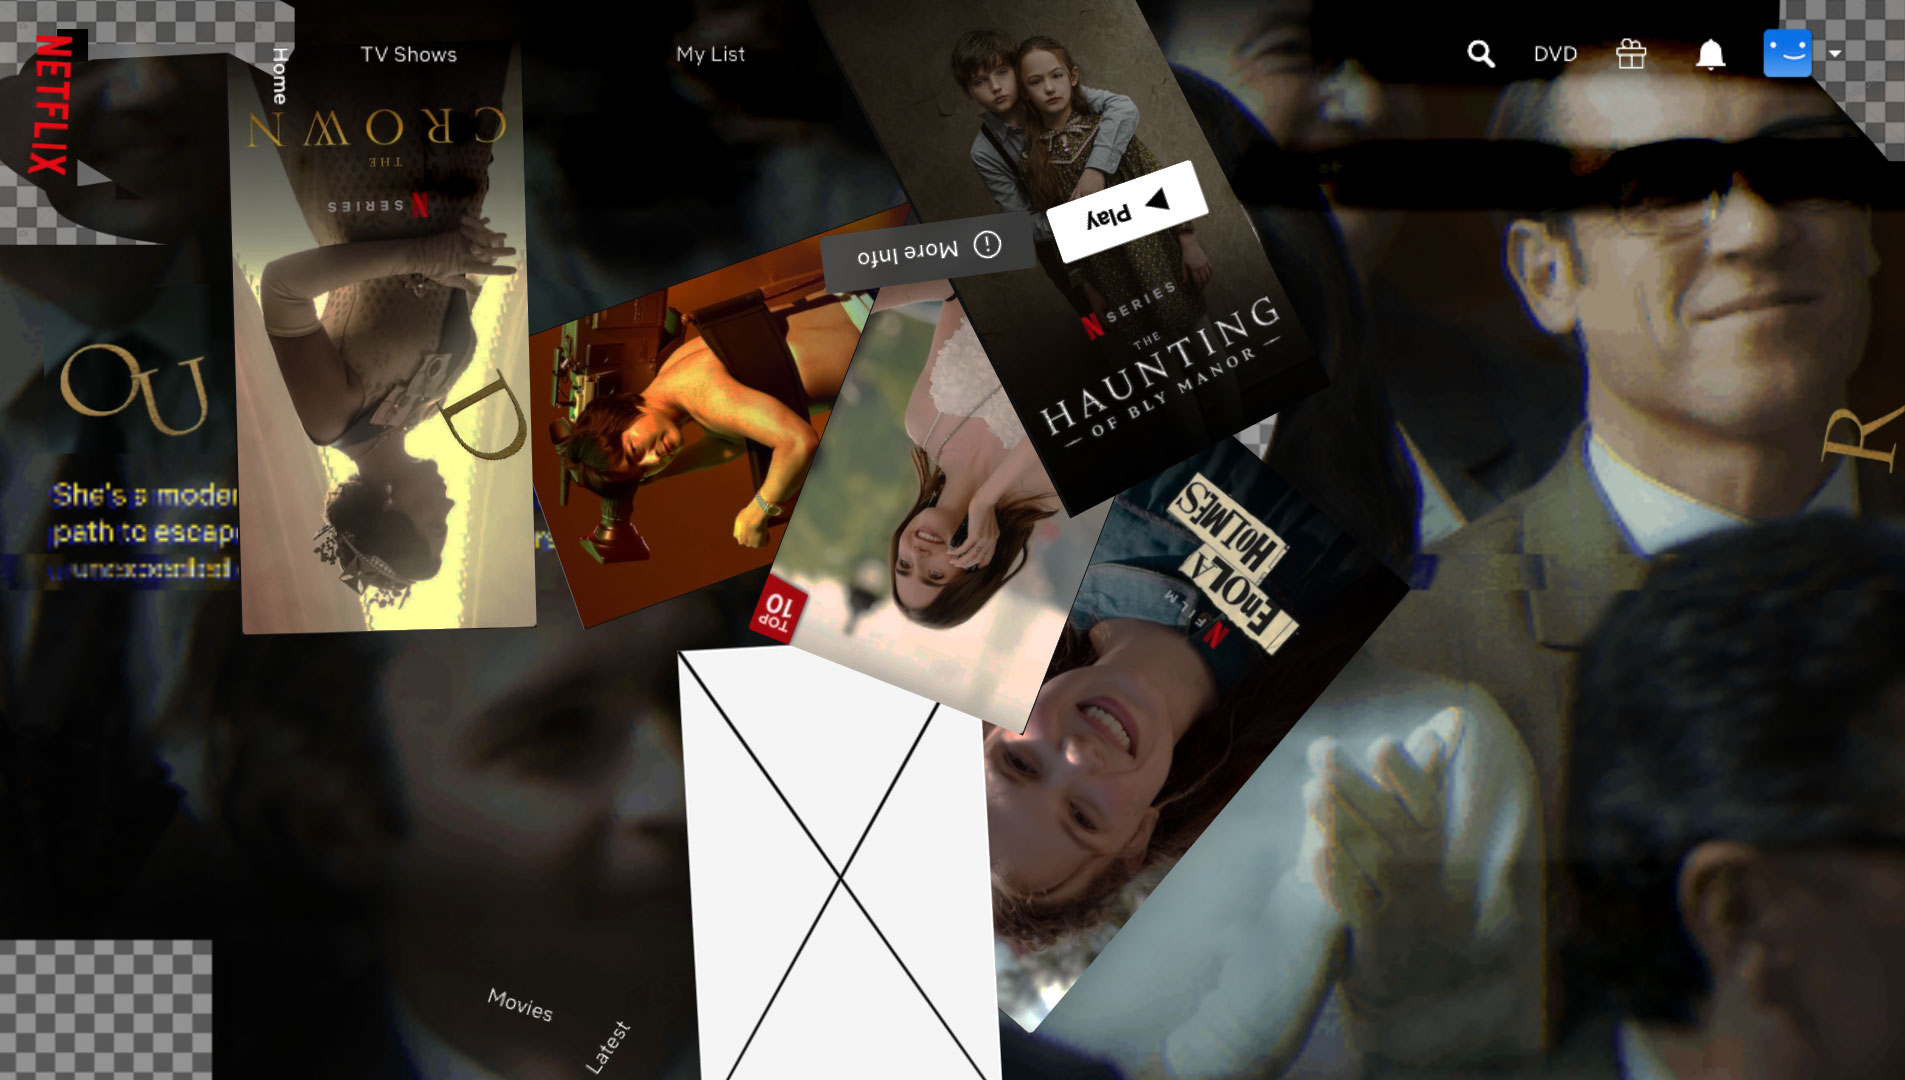 NETFLIX
Home
TV Shows
My List
DVD
CROWN
THE
N SERIES
Play
More Info
N SERIES
THE
HAUNTING
OF BLY MANOR
OU
D
R
She's a moder
path to escap
unexpected
TOP
10
ENOLA
HOLMES
N FILM
Movies
Latest